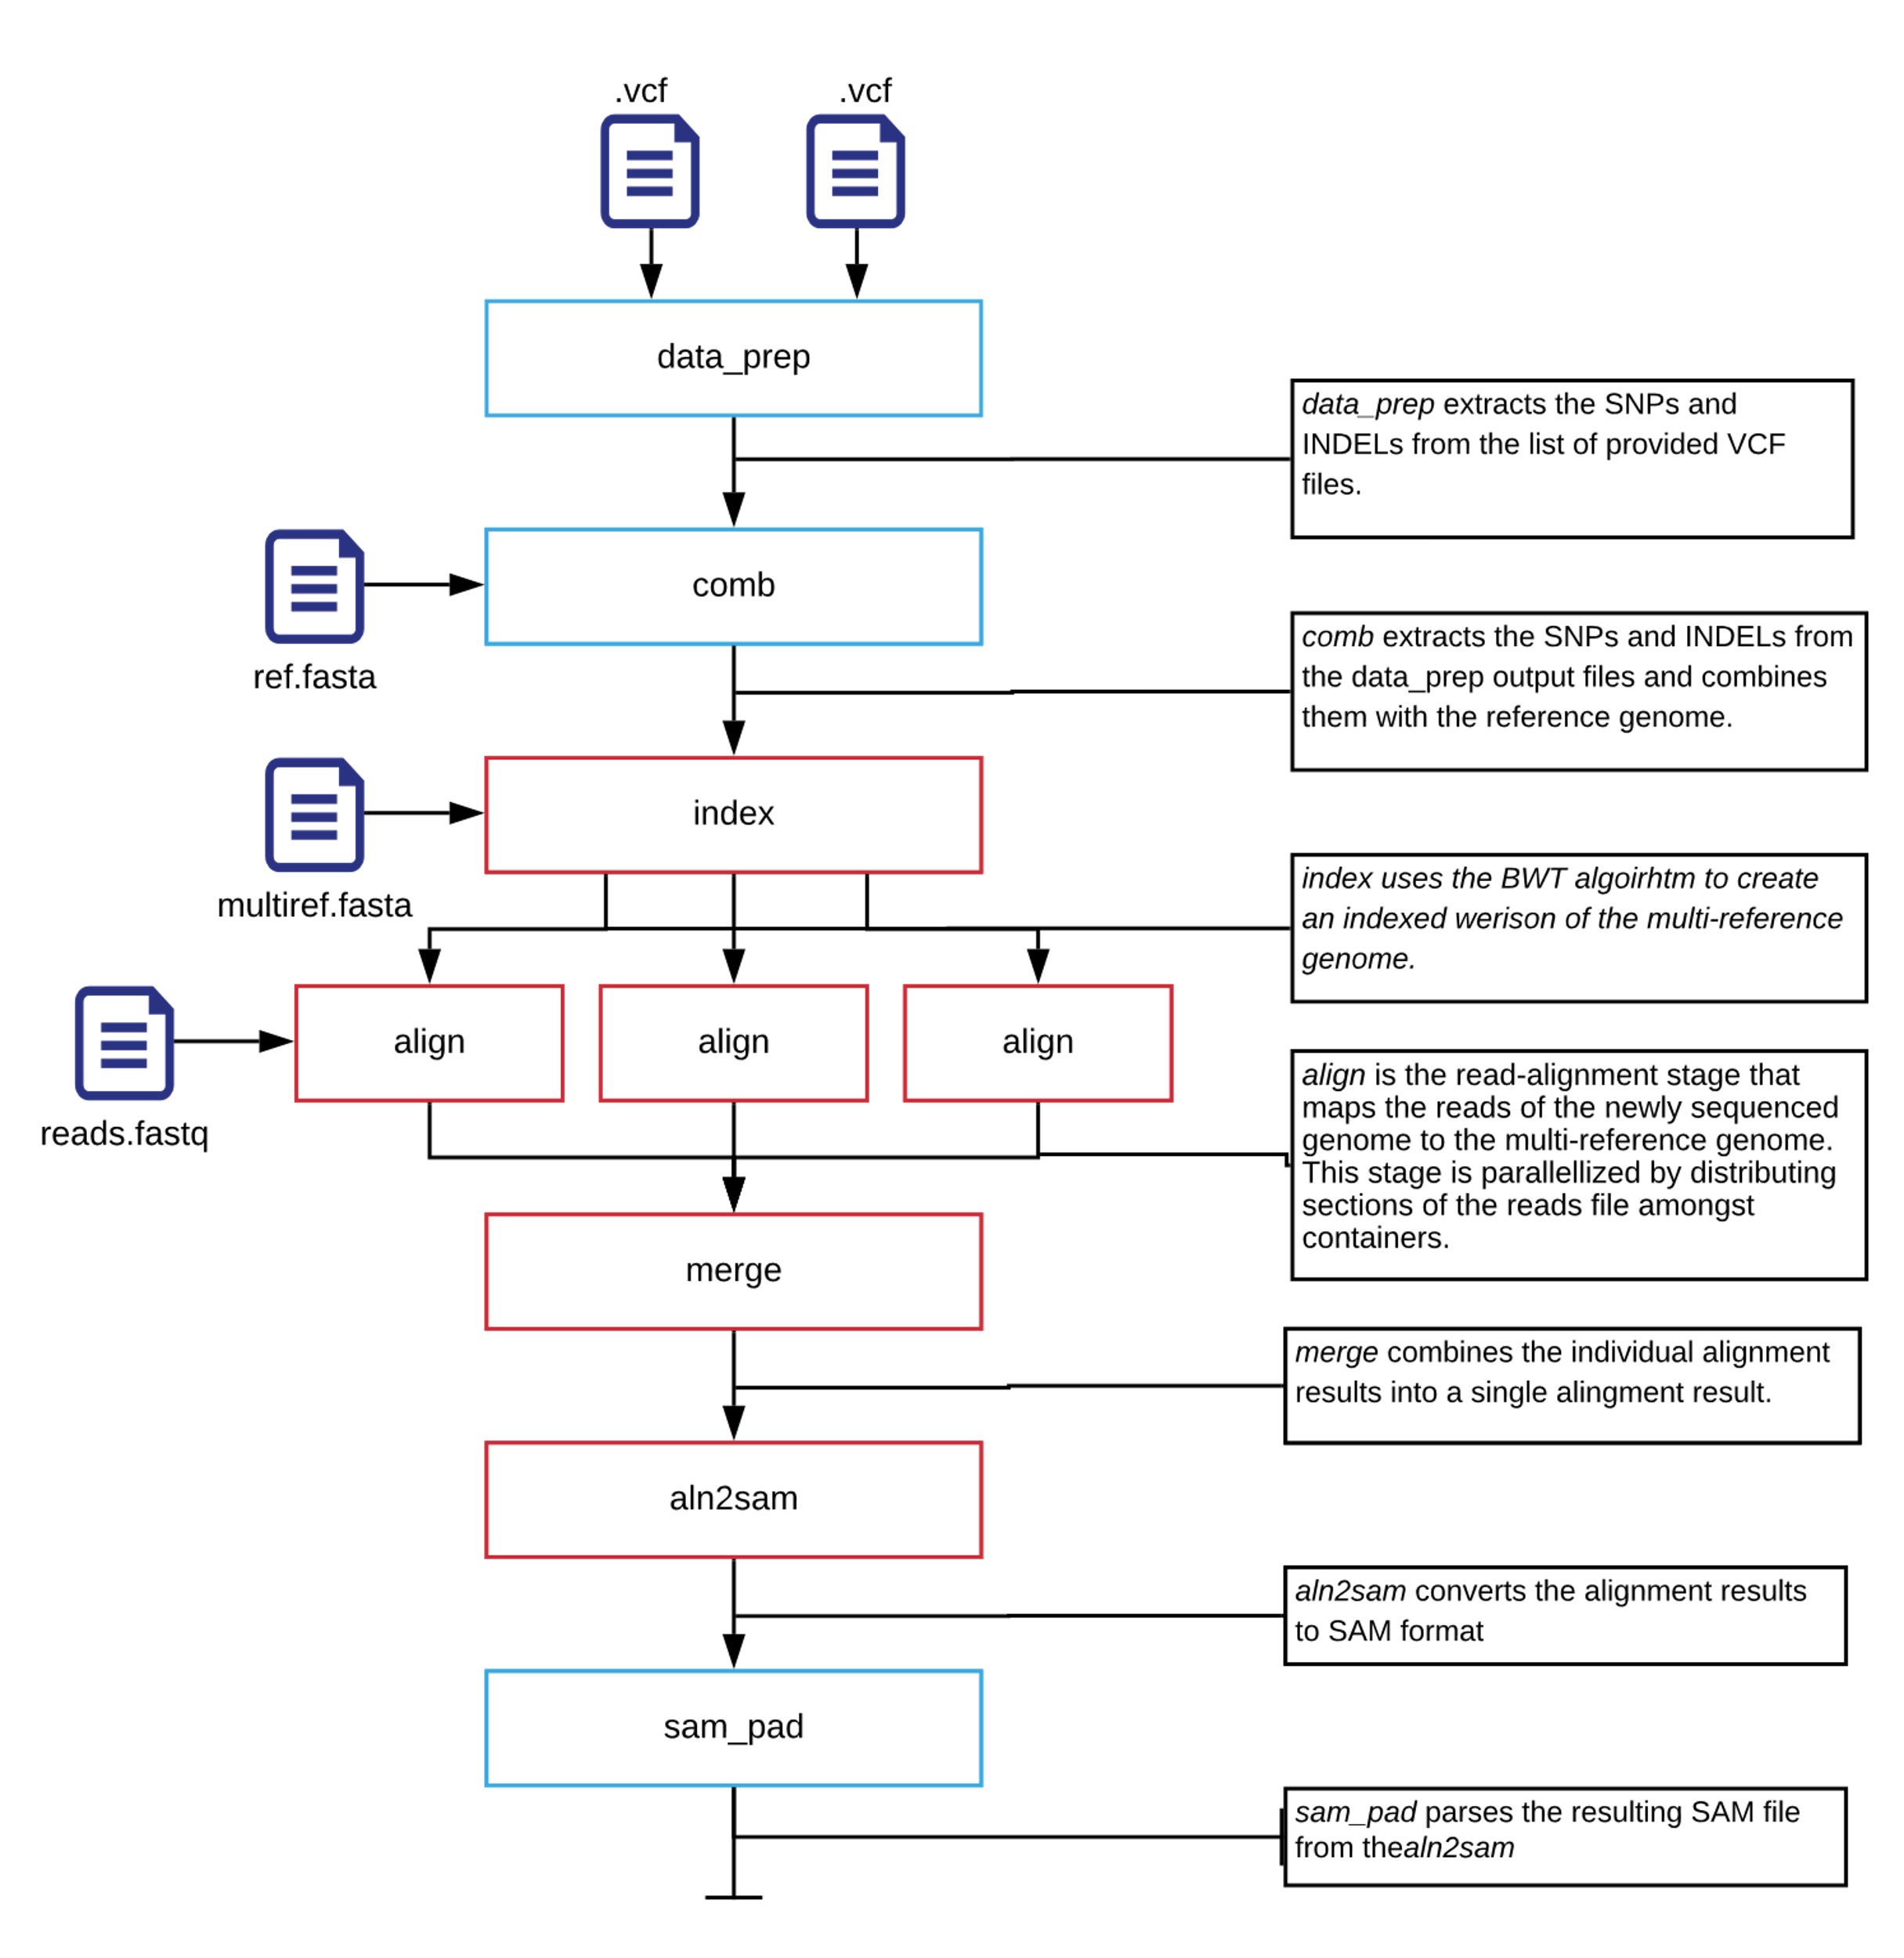 .vcf
.vcf
data_prep
data_prep extracts the SNPs and
INDELs from the list of provided VCF
files.
comb
ref.fasta
comb extracts the SNPs and INDELs from
the data_prep output files and combines
them with the reference genome.
index
multiref.fasta
index uses the BWT algoirhtm to create
an indexed werison of the multi-reference
genome.
align
align
align
reads.fastq
align is the read-alignment stage that
maps the reads of the newly sequenced
genome to the multi-reference genome.
This stage is parallellized by distributing
sections of the reads file amongst
containers.
merge
merge combines the individual alignment
results into a single alingment result.
aln2sam
aln2sam converts the alignment results
to SAM format
sam_pad
sam_pad parses the resulting SAM file
from thealn2sam